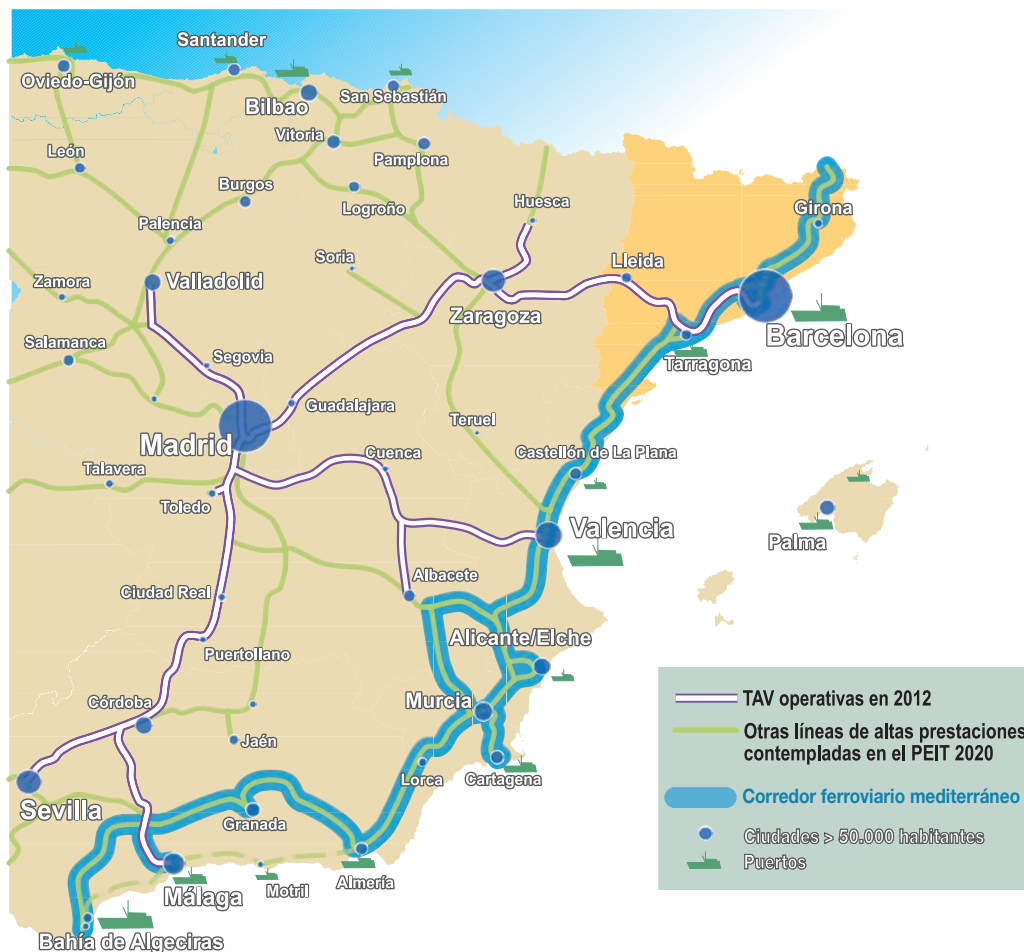 Santander
Oviedo-Gijón
Bilbao
San Sebastián
Vitoria
León
Pamplona
Burgos
Logroño
Huesca
Palencia
Girona
Soria
Lleida
Zamora
Valladolid
Zaragoza
Barcelona
Salamanca
Segovia
Tarragona
Guadalajara
Teruel
Madrid
Cuenca
Castellón de La Plana
Talavera
Toledo
Valencia
Palma
Albacete
Ciudad Real
Alicante/Elche
Puertollano
Córdoba
Murcia
Jaén
Lorca
Cartagena
Sevilla
Granada
Málaga
Motril
Almería
Bahía de Algeciras
TAV operativas en 2012
Otras líneas de altas prestaciones
contempladas en el PEIT 2020
Corredor ferroviario mediterráneo
Ciudades > 50.000 habitantes
Puertos